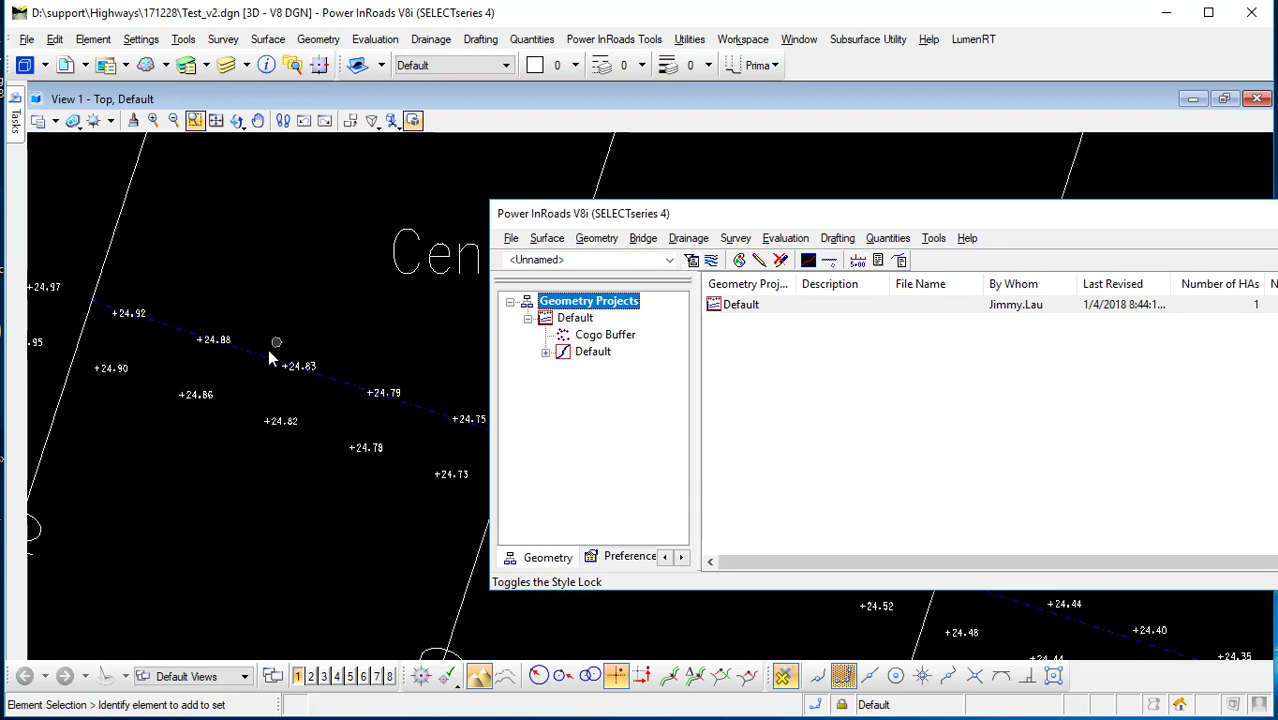 D:\support\Highways\171228\Test_v2.dgn [3D - V8 DGN] - Power InRoads V8i (SELECTseries 4)
File Edit Element Settings Tools Survey Surface Geometry Evaluation Drainage Drafting Quantities Power InRoads Tools Utilities Workspace Window Subsurface Utility Help LumenRT
Default 0 0 0 Prima
Tasks
View 1 - Top, Default
Cen
Power InRoads V8i (SELECTseries 4)
File Surface Geometry Bridge Drainage Survey Evaluation Drafting Quantities Tools Help
<Unnamed>
Geometry Projects
Default
Cogo Buffer
Default
Geometry Proj... Description File Name By Whom Last Revised Number of HAs N
Default Jimmy.Lau 1/4/2018 8:44:1... 1
Geometry Preference
Toggles the Style Lock
+24.97
+24.92
+24.88
+24.83
+24.79
+24.75
.95
+24.90
+24.86
+24.82
+24.78
+24.73
+24.52
+24.48
+24.44
+24.44
+24.40
+24.35
Default Views 1 2 3 4 5 6 7 8
Element Selection > Identify element to add to set
Default